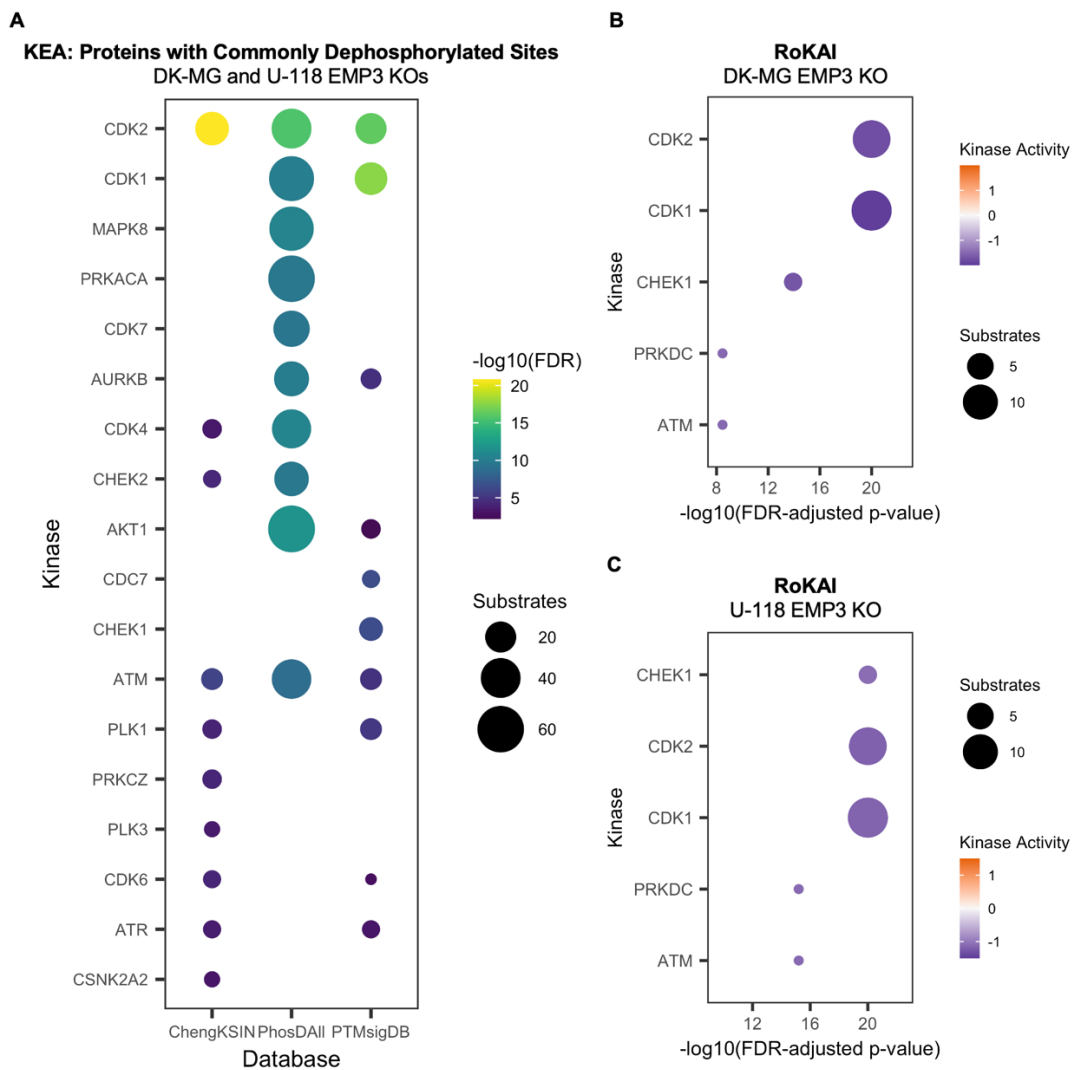 A
KEA: Proteins with Commonly Dephosphorylated Sites
DK-MG and U-118 EMP3 KOs
Kinase
CDK2
CDK1
MAPK8
PRKACA
CDK7
AURKB
CDK4
CHEK2
AKT1
CDC7
CHEK1
ATM
PLK1
PRKCZ
PLK3
CDK6
ATR
CSNK2A2
ChengKSIN PhosDAll PTMsigDB
Database
-log10(FDR)
20
15
10
5
Substrates
20
40
60
B
RoKAI
DK-MG EMP3 KO
Kinase
CDK2
CDK1
CHEK1
PRKDC
ATM
8 12 16 20
-log10(FDR-adjusted p-value)
Kinase Activity
1
0
-1
Substrates
5
10
C
RoKAI
U-118 EMP3 KO
Kinase
CHEK1
CDK2
CDK1
PRKDC
ATM
12 16 20
-log10(FDR-adjusted p-value)
Substrates
5
10
Kinase Activity
1
0
-1